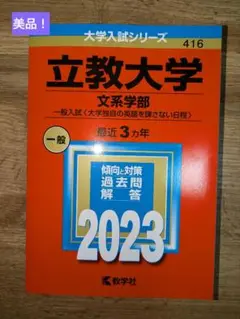 美品！
大学入試シリーズ
416
立教大学
文系学部
一般入試〈大学独自の英語を課さない日程〉
最近3カ年
一般
傾向と対策
過去問
解答
2023
教学社